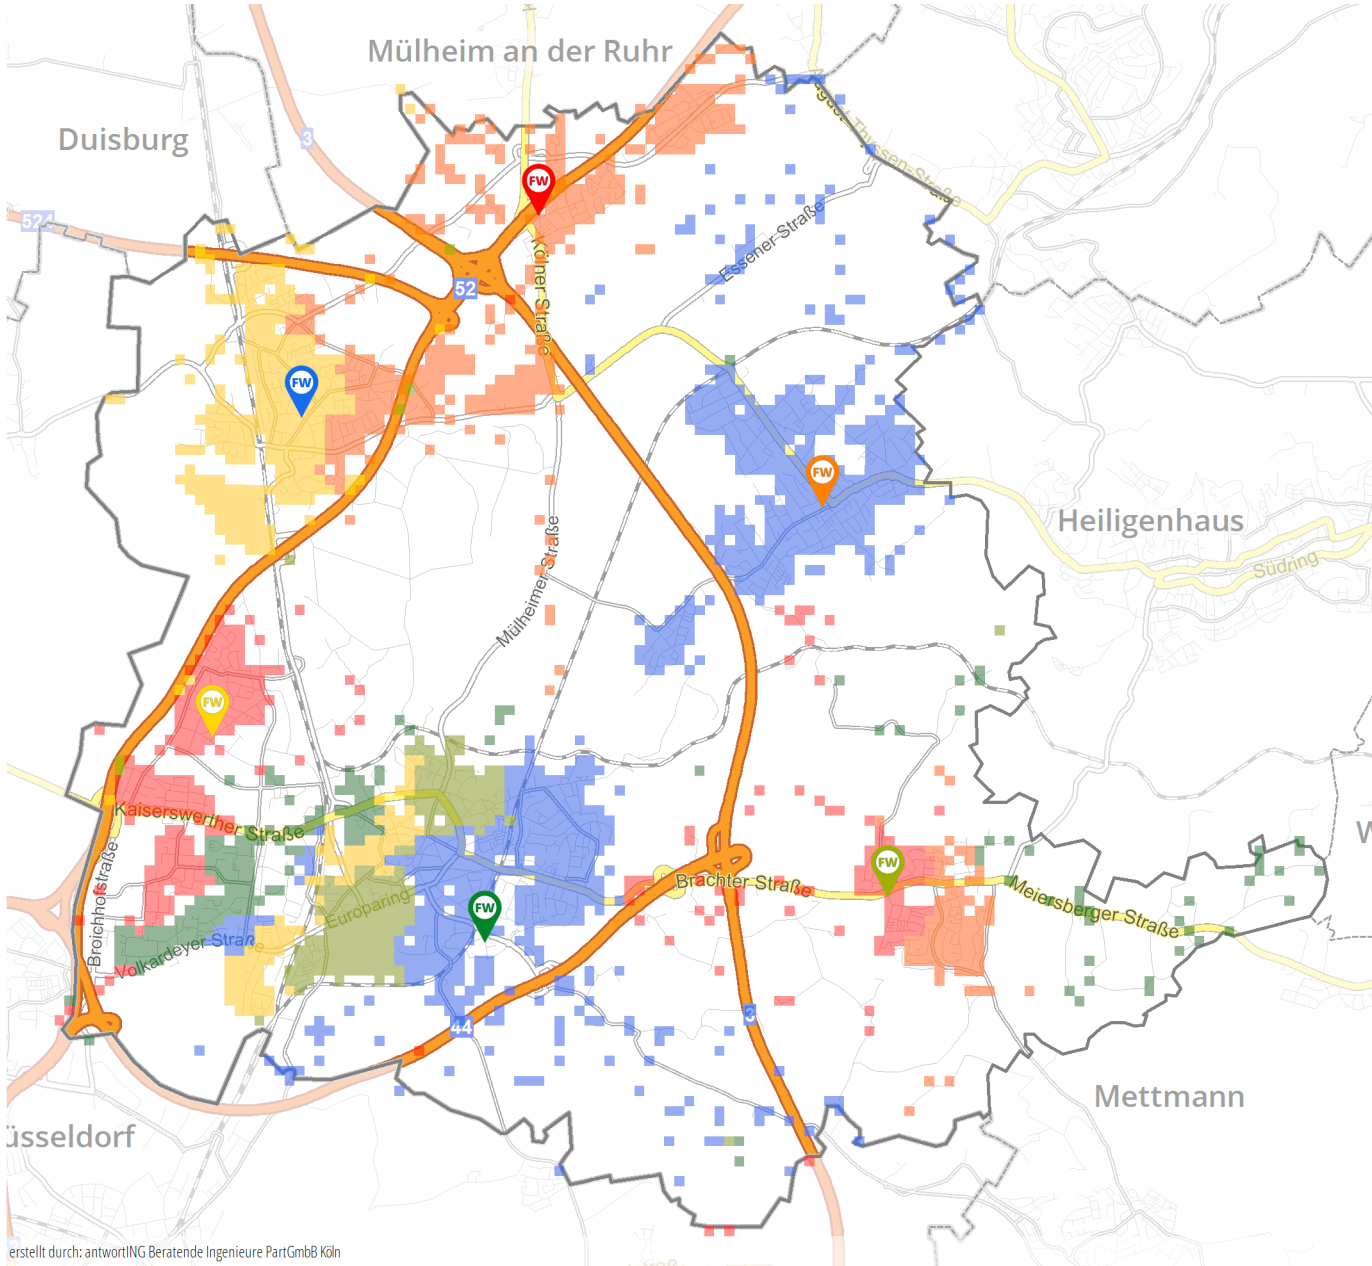 Mülheim an der Ruhr
Duisburg
3
August-Thyssen-Straße
FW
524
Essener Straße
Kölner Straße
52
FW
FW
Heiligenhaus
Südring
Mülheimer Straße
FW
Kaiserswerther Straße
W
FW
Brachter Straße
Meiersberger Straße
Europaring
FW
Broichhofstraße
Volkardeyer Straße
44
3
Mettmann
üsseldorf
erstellt durch: antwortING Beratende Ingenieure PartGmbB Köln